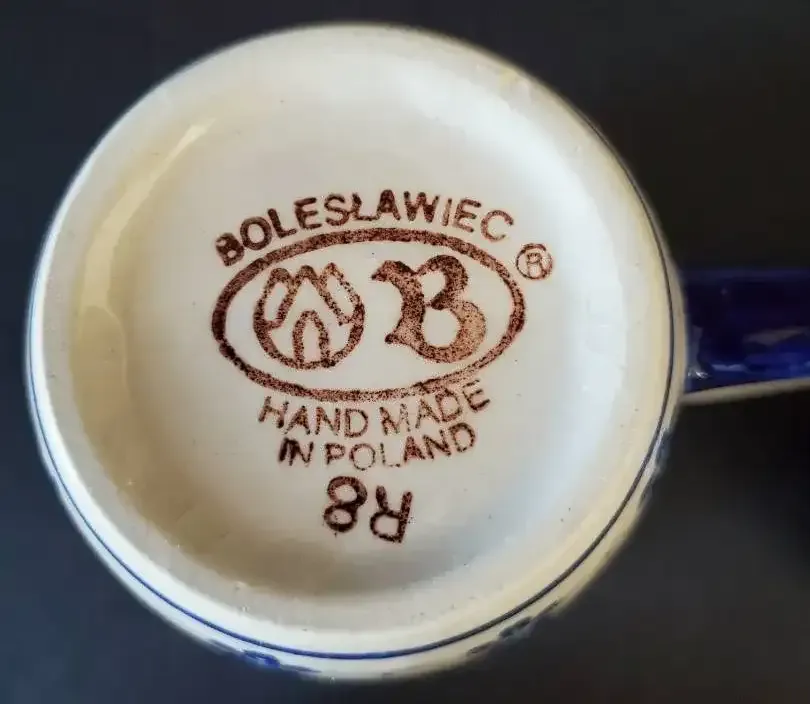 BOLESŁAWIEC
®
B
HAND MADE
IN POLAND
R8